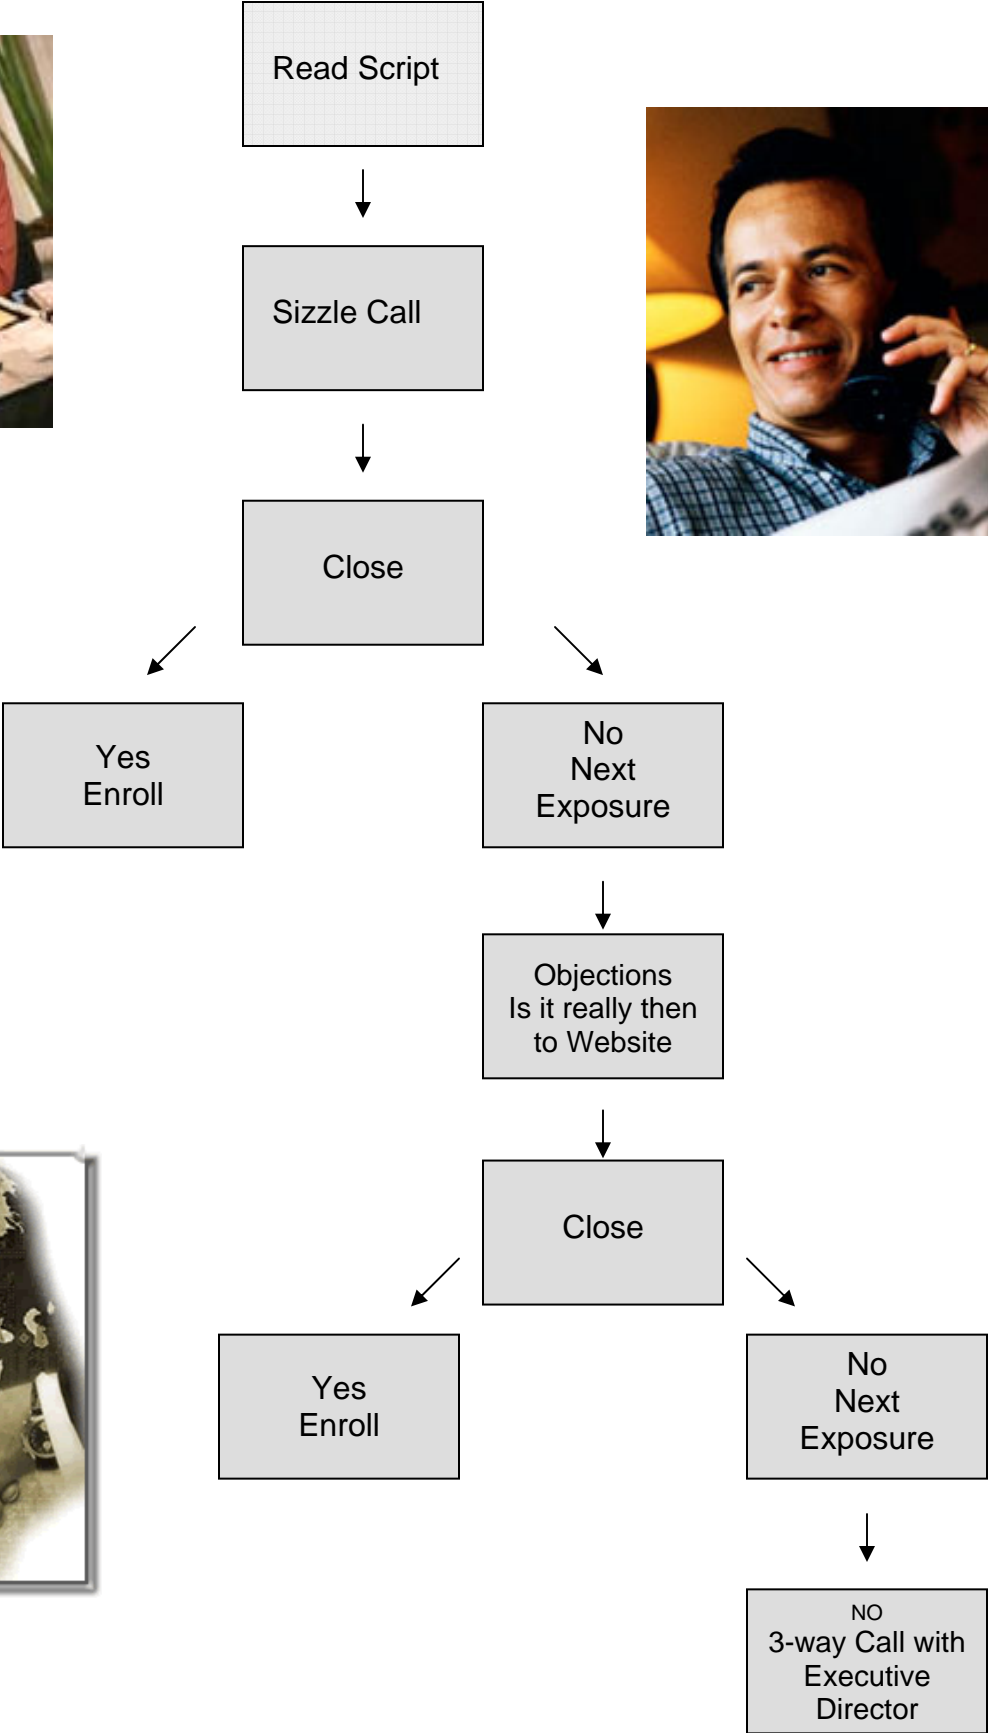 Read Script
Sizzle Call
Close
Yes
Enroll
No
Next
Exposure
Objections
Is it really then
to Website
Close
Yes
Enroll
No
Next
Exposure
NO
3-way Call with
Executive
Director